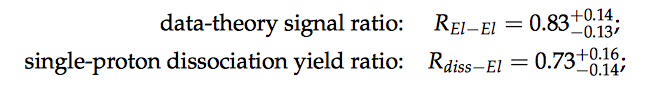 data-theory signal ratio: R_{El−El} = 0.83^{+0.14}_{−0.13};
single-proton dissociation yield ratio: R_{diss−El} = 0.73^{+0.16}_{−0.14};